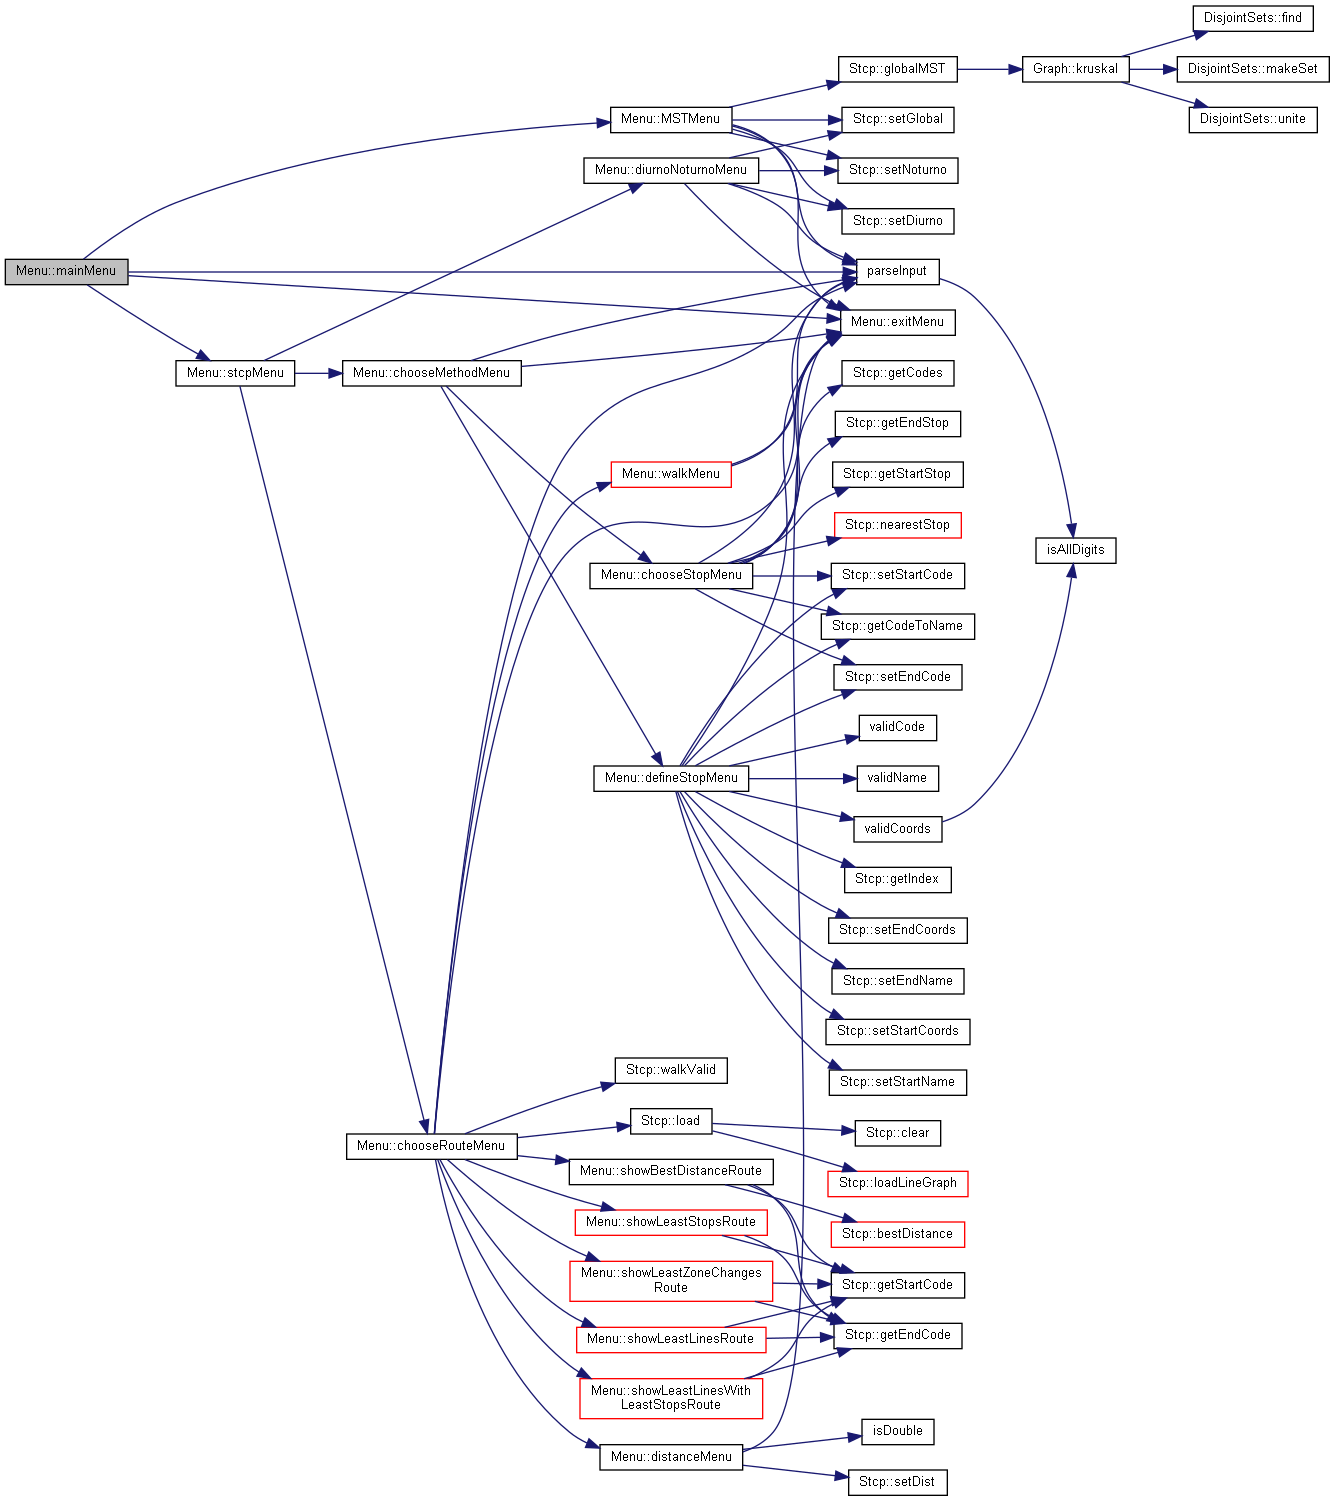 DisjointSets::find
Stcp::globalMST
Graph::kruskal
DisjointSets::makeSet
Menu::MSTMenu
Stcp::setGlobal
DisjointSets::unite
Menu::diurnoNoturnoMenu
Stcp::setNoturno
Stcp::setDiurno
Menu::mainMenu
parseInput
Menu::exitMenu
Menu::stcpMenu
Menu::chooseMethodMenu
Stcp::getCodes
Stcp::getEndStop
Menu::walkMenu
Stcp::getStartStop
Stcp::nearestStop
isAllDigits
Menu::chooseStopMenu
Stcp::setStartCode
Stcp::getCodeToName
Stcp::setEndCode
validCode
Menu::defineStopMenu
validName
validCoords
Stcp::getIndex
Stcp::setEndCoords
Stcp::setEndName
Stcp::setStartCoords
Stcp::walkValid
Stcp::setStartName
Stcp::load
Stcp::clear
Menu::chooseRouteMenu
Menu::showBestDistanceRoute
Stcp::loadLineGraph
Menu::showLeastStopsRoute
Stcp::bestDistance
Menu::showLeastZoneChanges
Route
Stcp::getStartCode
Menu::showLeastLinesRoute
Stcp::getEndCode
Menu::showLeastLinesWith
LeastStopsRoute
isDouble
Menu::distanceMenu
Stcp::setDist